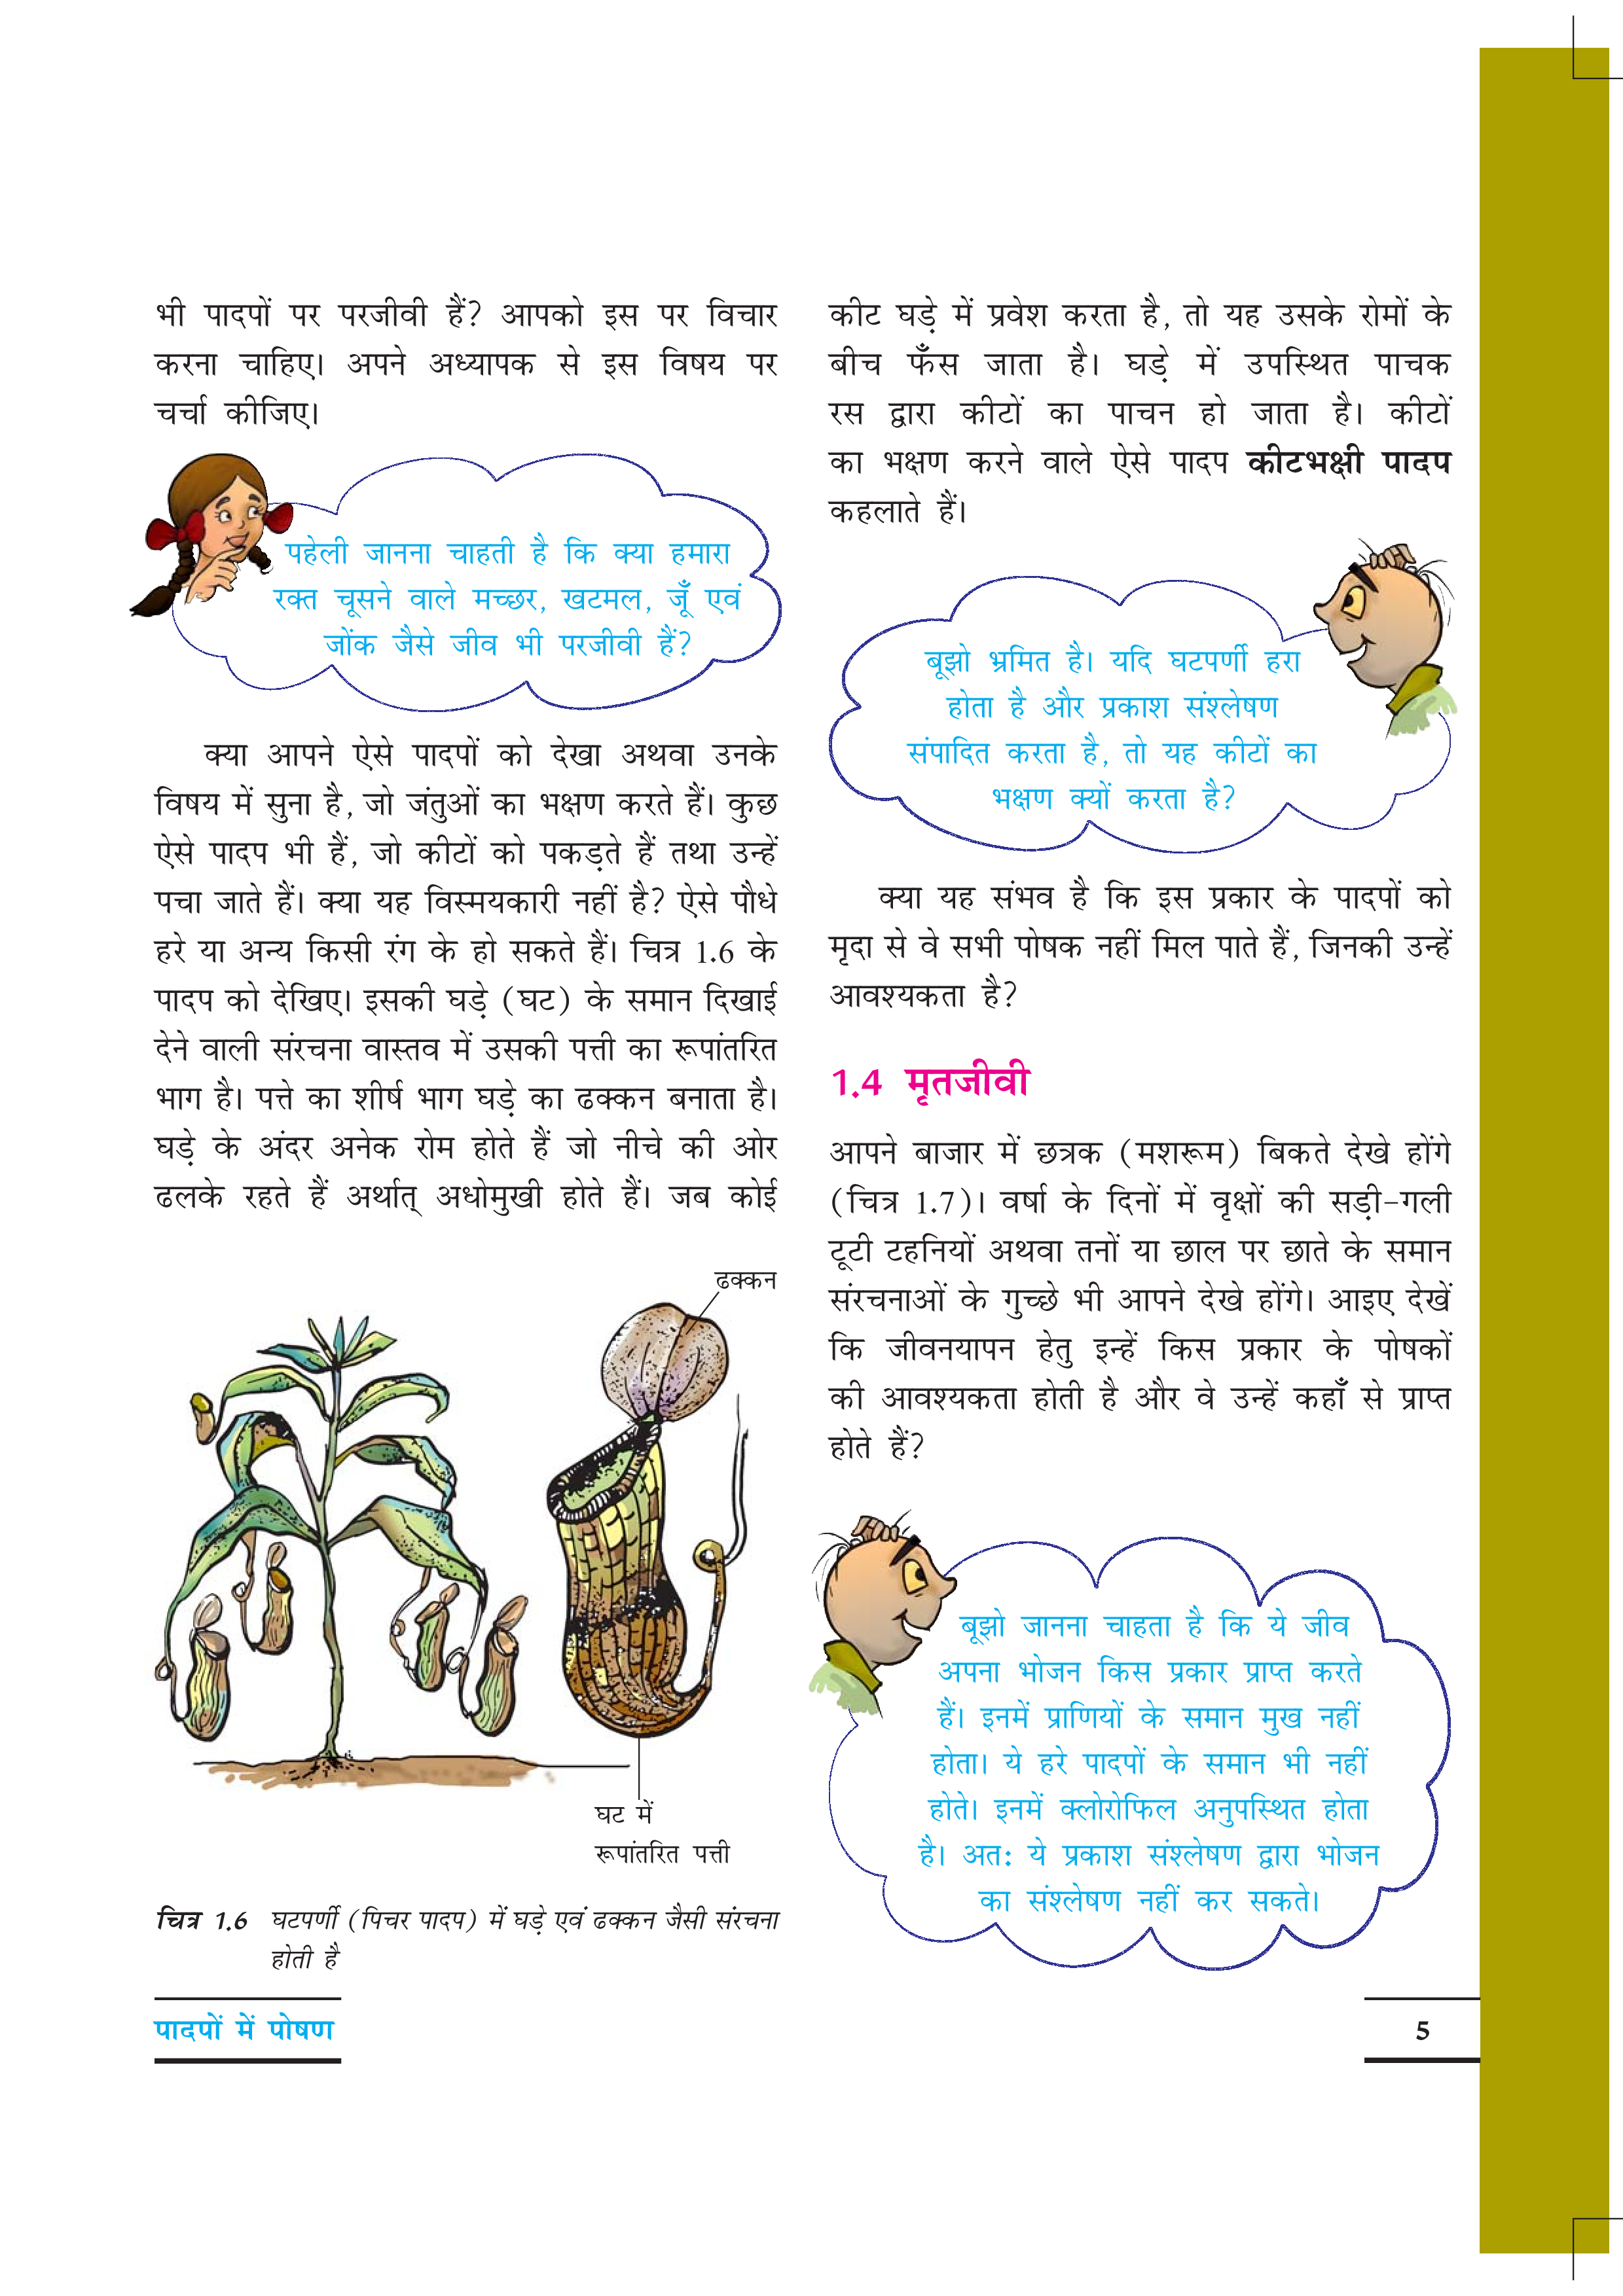 भी पादपों पर परजीवी हैं? आपको इस पर विचार
करना चाहिए। अपने अध्यापक से इस विषय पर
चर्चा कीजिए।
पहेली जानना चाहती है कि क्या हमारा
रक्त चूसने वाले मच्छर, खटमल, जूँ एवं
जोंक जैसे जीव भी परजीवी हैं?
क्या आपने ऐसे पादपों को देखा अथवा उनके
विषय में सुना है, जो जंतुओं का भक्षण करते हैं। कुछ
ऐसे पादप भी हैं, जो कीटों को पकड़ते हैं तथा उन्हें
पचा जाते हैं। क्या यह विस्मयकारी नहीं है? ऐसे पौधे
हरे या अन्य किसी रंग के हो सकते हैं। चित्र 1.6 के
पादप को देखिए। इसकी घड़े (घट) के समान दिखाई
देने वाली संरचना वास्तव में उसकी पत्ती का रूपांतरित
भाग है। पत्ते का शीर्ष भाग घड़े का ढक्कन बनाता है।
घड़े के अंदर अनेक रोम होते हैं जो नीचे की ओर
ढलके रहते हैं अर्थात् अधोमुखी होते हैं। जब कोई
ढक्कन
घट में
रूपांतरित पत्ती
चित्र 1.6 घटपर्णी (पिचर पादप) में घड़े एवं ढक्कन जैसी संरचना
होती है
कीट घड़े में प्रवेश करता है, तो यह उसके रोमों के
बीच फँस जाता है। घड़े में उपस्थित पाचक
रस द्वारा कीटों का पाचन हो जाता है। कीटों
का भक्षण करने वाले ऐसे पादप कीटभक्षी पादप
कहलाते हैं।
बूझो भ्रमित है। यदि घटपर्णी हरा
होता है और प्रकाश संश्लेषण
संपादित करता है, तो यह कीटों का
भक्षण क्यों करता है?
क्या यह संभव है कि इस प्रकार के पादपों को
मृदा से वे सभी पोषक नहीं मिल पाते हैं, जिनकी उन्हें
आवश्यकता है?
1.4 मृतजीवी
आपने बाजार में छत्रक (मशरूम) बिकते देखे होंगे
(चित्र 1.7)। वर्षा के दिनों में वृक्षों की सड़ी-गली
टूटी टहनियों अथवा तनों या छाल पर छाते के समान
संरचनाओं के गुच्छे भी आपने देखे होंगे। आइए देखें
कि जीवनयापन हेतु इन्हें किस प्रकार के पोषकों
की आवश्यकता होती है और वे उन्हें कहाँ से प्राप्त
होते हैं?
बूझो जानना चाहता है कि ये जीव
अपना भोजन किस प्रकार प्राप्त करते
हैं। इनमें प्राणियों के समान मुख नहीं
होता। ये हरे पादपों के समान भी नहीं
होते। इनमें क्लोरोफिल अनुपस्थित होता
है। अतः ये प्रकाश संश्लेषण द्वारा भोजन
का संश्लेषण नहीं कर सकते।
पादपों में पोषण
5